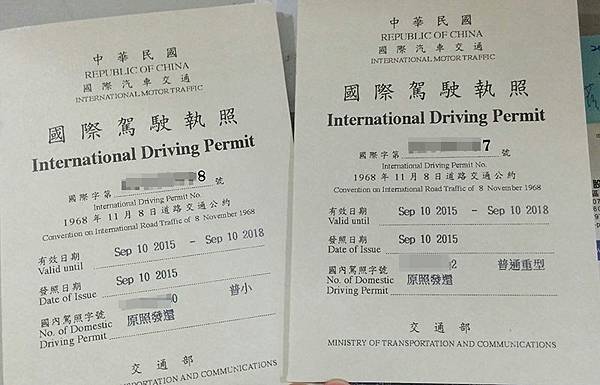 中華民國
REPUBLIC OF CHINA
國際汽車交通
INTERNATIONAL MOTOR TRAFFIC
國際駕駛執照
International Driving Permit
國際字第 8 號
International Driving Permit No.
1968 年 11 月 8 日道路交通公約
Convention on International Road Traffic of 8 November 1968
有效日期 Sep 10 2015 - Sep 10 2018
Valid until
發照日期 Sep 10 2015
Date of Issue
國內駕照字號 0 普小
No. of Domestic 原照發還
Driving Permit
交通部
MINISTRY OF TRANSPORTATION AND COMMUNICATIONS
中華民國
REPUBLIC OF CHINA
國際汽車交通
INTERNATIONAL MOTOR TRAFFIC
國際駕駛執照
International Driving Permit
國際字第 7 號
International Driving Permit No.
1968 年 11 月 8 日道路交通公約
Convention on International Road Traffic of 8 November 1968
有效日期 Sep 10 2015 - Sep 10 2018
Valid until
發照日期 Sep 10 2015
Date of Issue
國內駕照字號 2 普通重型
No. of Domestic 原照發還
Driving Permit
交通部
MINISTRY OF TRANSPORTATION AND COMMUNICATIONS